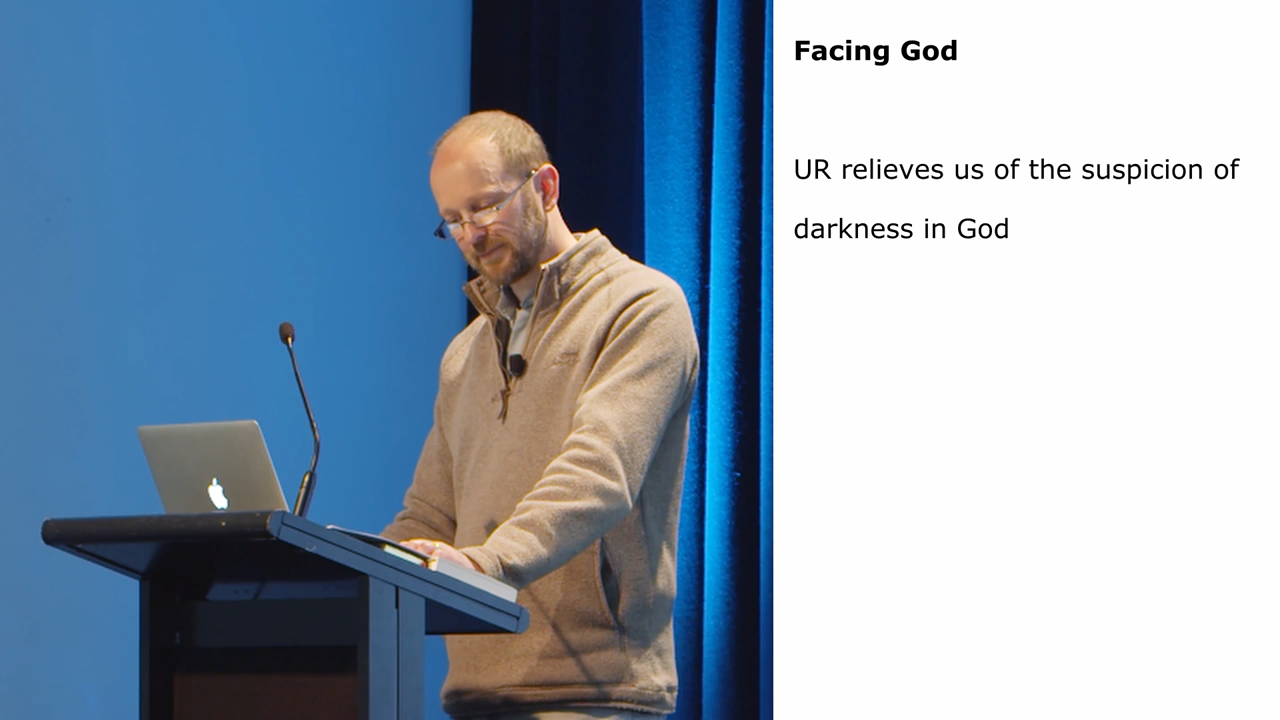 Facing God
UR relieves us of the suspicion of
darkness in God